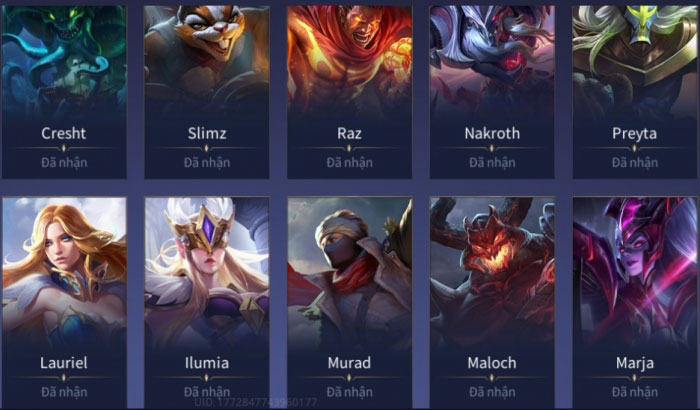 Cresht
Slimz
Raz
Nakroth
Preyta
Đã nhận
Đã nhận
Đã nhận
Đã nhận
Đã nhận
Lauriel
Ilumia
Murad
Maloch
Marja
Đã nhận
Đã nhận
Đã nhận
Đã nhận
Đã nhận
UID: 1772847743960177